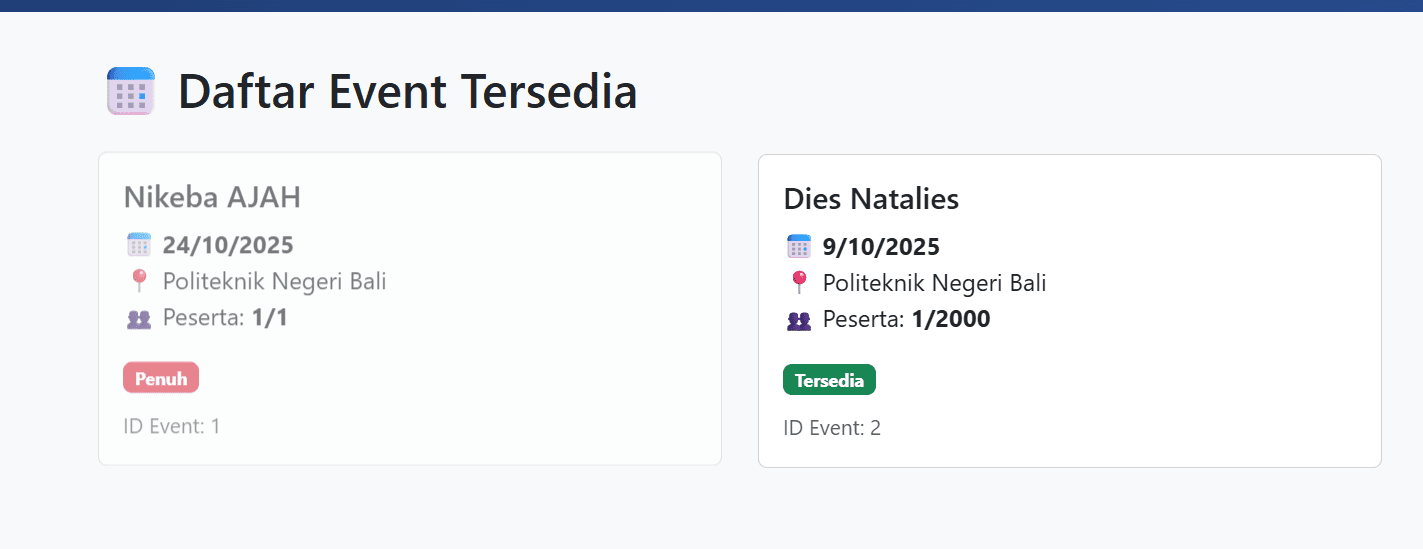 Daftar Event Tersedia
Nikeba AJAH
24/10/2025
Politeknik Negeri Bali
Peserta: 1/1
Penuh
ID Event: 1
Dies Natalies
9/10/2025
Politeknik Negeri Bali
Peserta: 1/2000
Tersedia
ID Event: 2